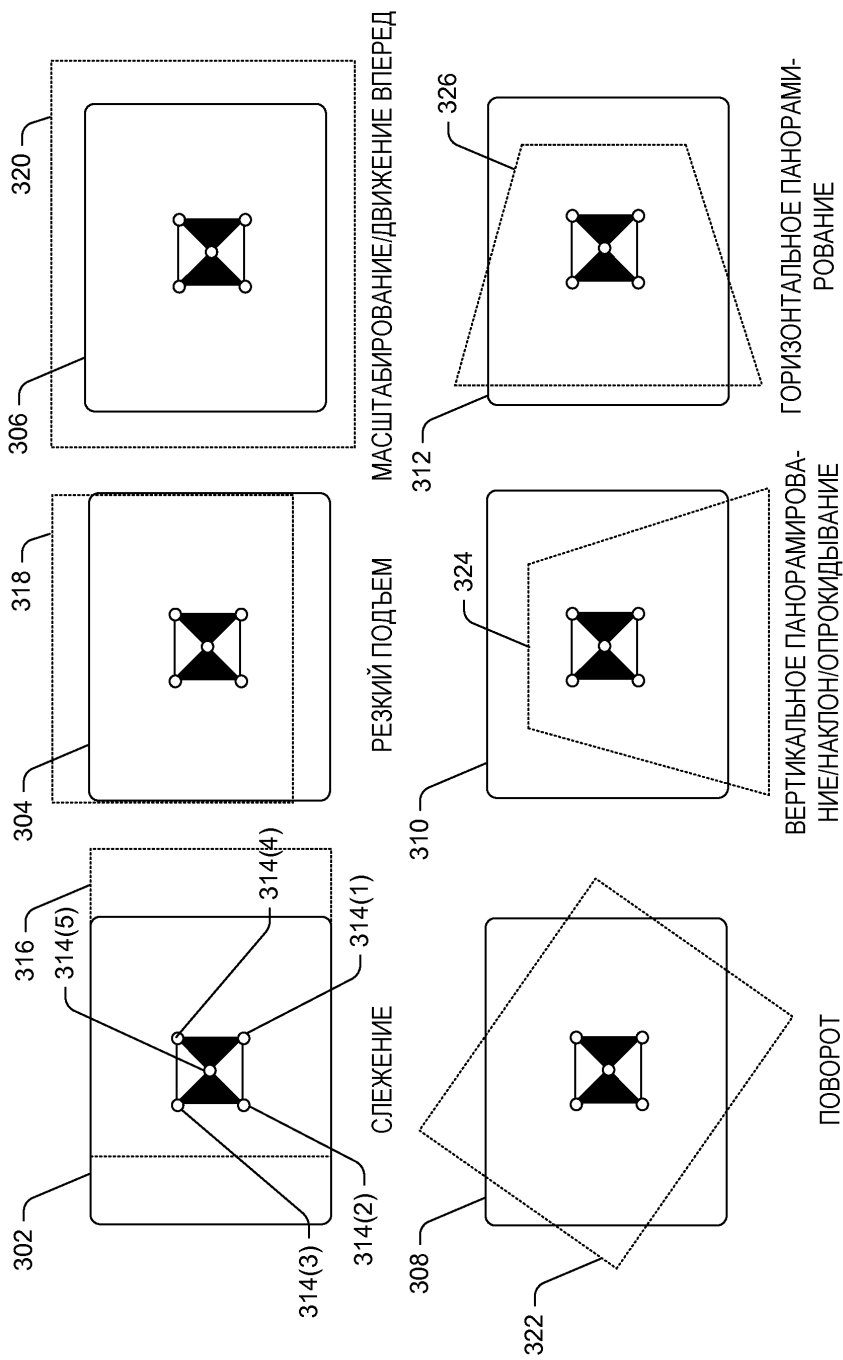 302
316
314(5)
314(4)
314(3)
314(2)
314(1)
СЛЕЖЕНИЕ
304
318
РЕЗКИЙ ПОДЪЕМ
306
320
МАСШТАБИРОВАНИЕ/ДВИЖЕНИЕ ВПЕРЕД
308
322
ПОВОРОТ
310
324
ВЕРТИКАЛЬНОЕ ПАНОРАМИРОВА-
НИЕ/НАКЛОН/ОПРОКИДЫВАНИЕ
312
326
ГОРИЗОНТАЛЬНОЕ ПАНОРАМИ-
РОВАНИЕ